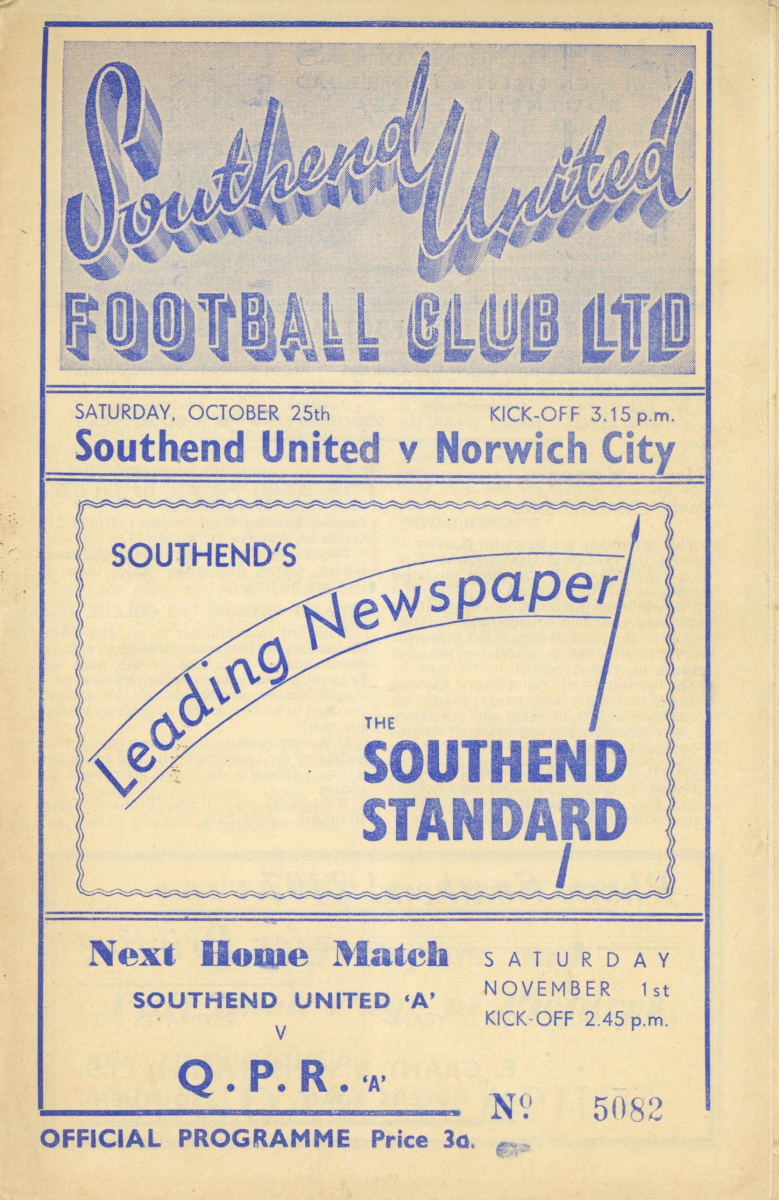 Southend United
FOOTBALL CLUB LTD
SATURDAY, OCTOBER 25th KICK-OFF 3.15 p.m.
Southend United v Norwich City
SOUTHEND'S
Leading Newspaper
THE
SOUTHEND
STANDARD
Next Home Match
SOUTHEND UNITED 'A'
v
Q.P.R. 'A'
SATURDAY
NOVEMBER 1st
KICK-OFF 2.45 p.m.
Nº 5082
OFFICIAL PROGRAMME Price 3d.